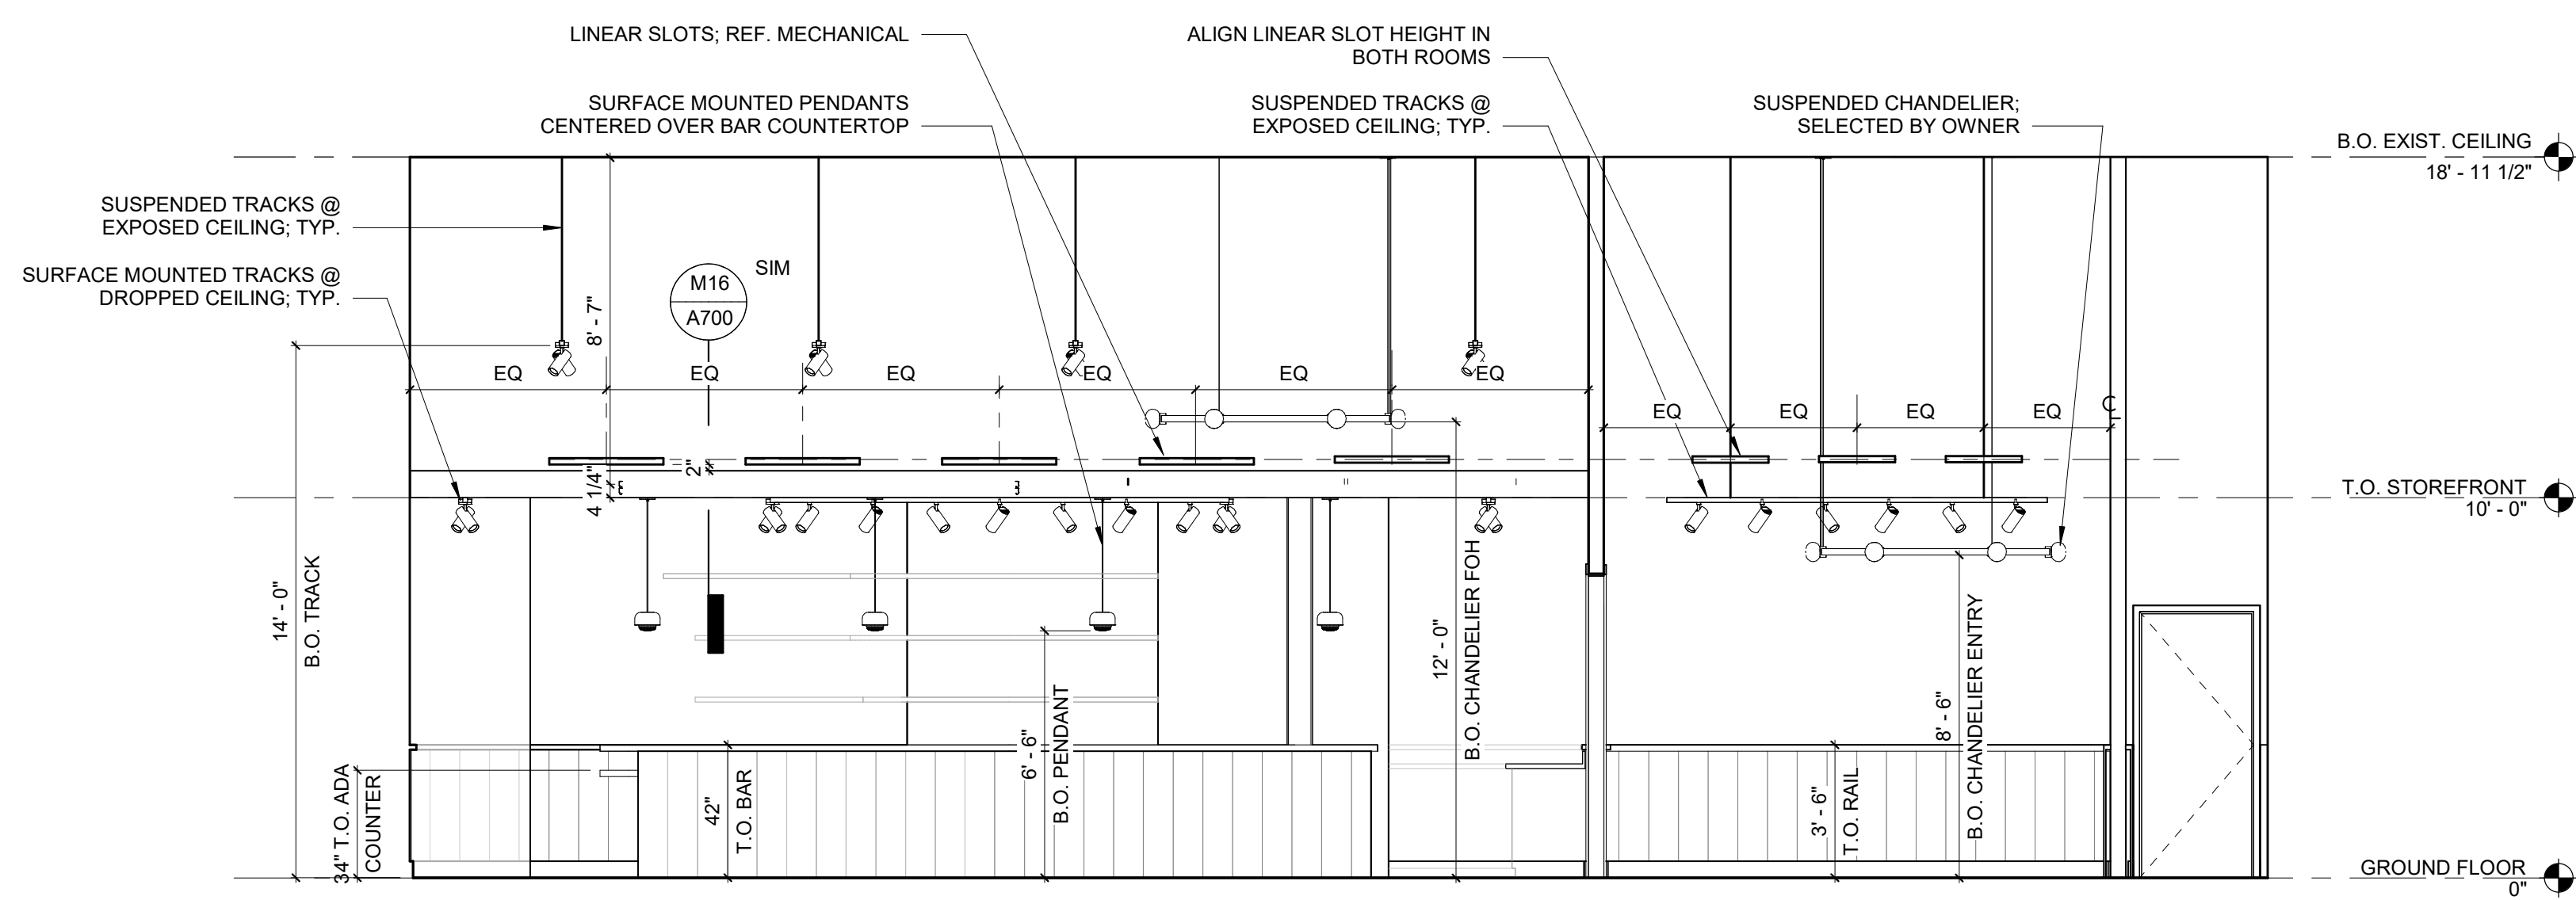 LINEAR SLOTS; REF. MECHANICAL
ALIGN LINEAR SLOT HEIGHT IN
BOTH ROOMS
SURFACE MOUNTED PENDANTS
CENTERED OVER BAR COUNTERTOP
SUSPENDED TRACKS @
EXPOSED CEILING; TYP.
SUSPENDED CHANDELIER;
SELECTED BY OWNER
B.O. EXIST. CEILING
18' - 11 1/2"
SUSPENDED TRACKS @
EXPOSED CEILING; TYP.
SURFACE MOUNTED TRACKS @
DROPPED CEILING; TYP.
M16
A700
SIM
8' - 7"
EQ
EQ
EQ
EQ
EQ
EQ
EQ
EQ
EQ
EQ
CL
2"
4 1/4"
T.O. STOREFRONT
10' - 0"
14' - 0"
B.O. TRACK
12' - 0"
B.O. CHANDELIER FOH
6' - 6"
B.O. PENDANT
8' - 6"
B.O. CHANDELIER ENTRY
34" T.O. ADA
COUNTER
42"
T.O. BAR
3' - 6"
T.O. RAIL
GROUND FLOOR
0"